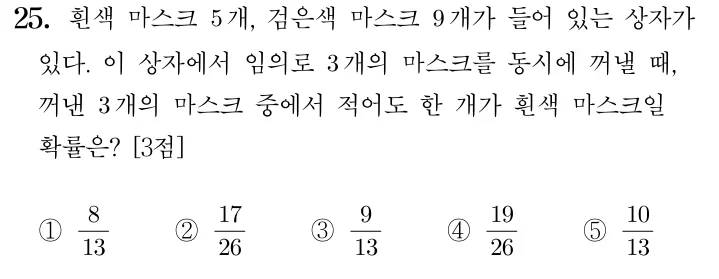 25. 흰색 마스크 5개, 검은색 마스크 9개가 들어 있는 상자가
있다. 이 상자에서 임의로 3개의 마스크를 동시에 꺼낼 때,
꺼낸 3개의 마스크 중에서 적어도 한 개가 흰색 마스크일
확률은? [3점]
① 8/13 ② 17/26 ③ 9/13 ④ 19/26 ⑤ 10/13